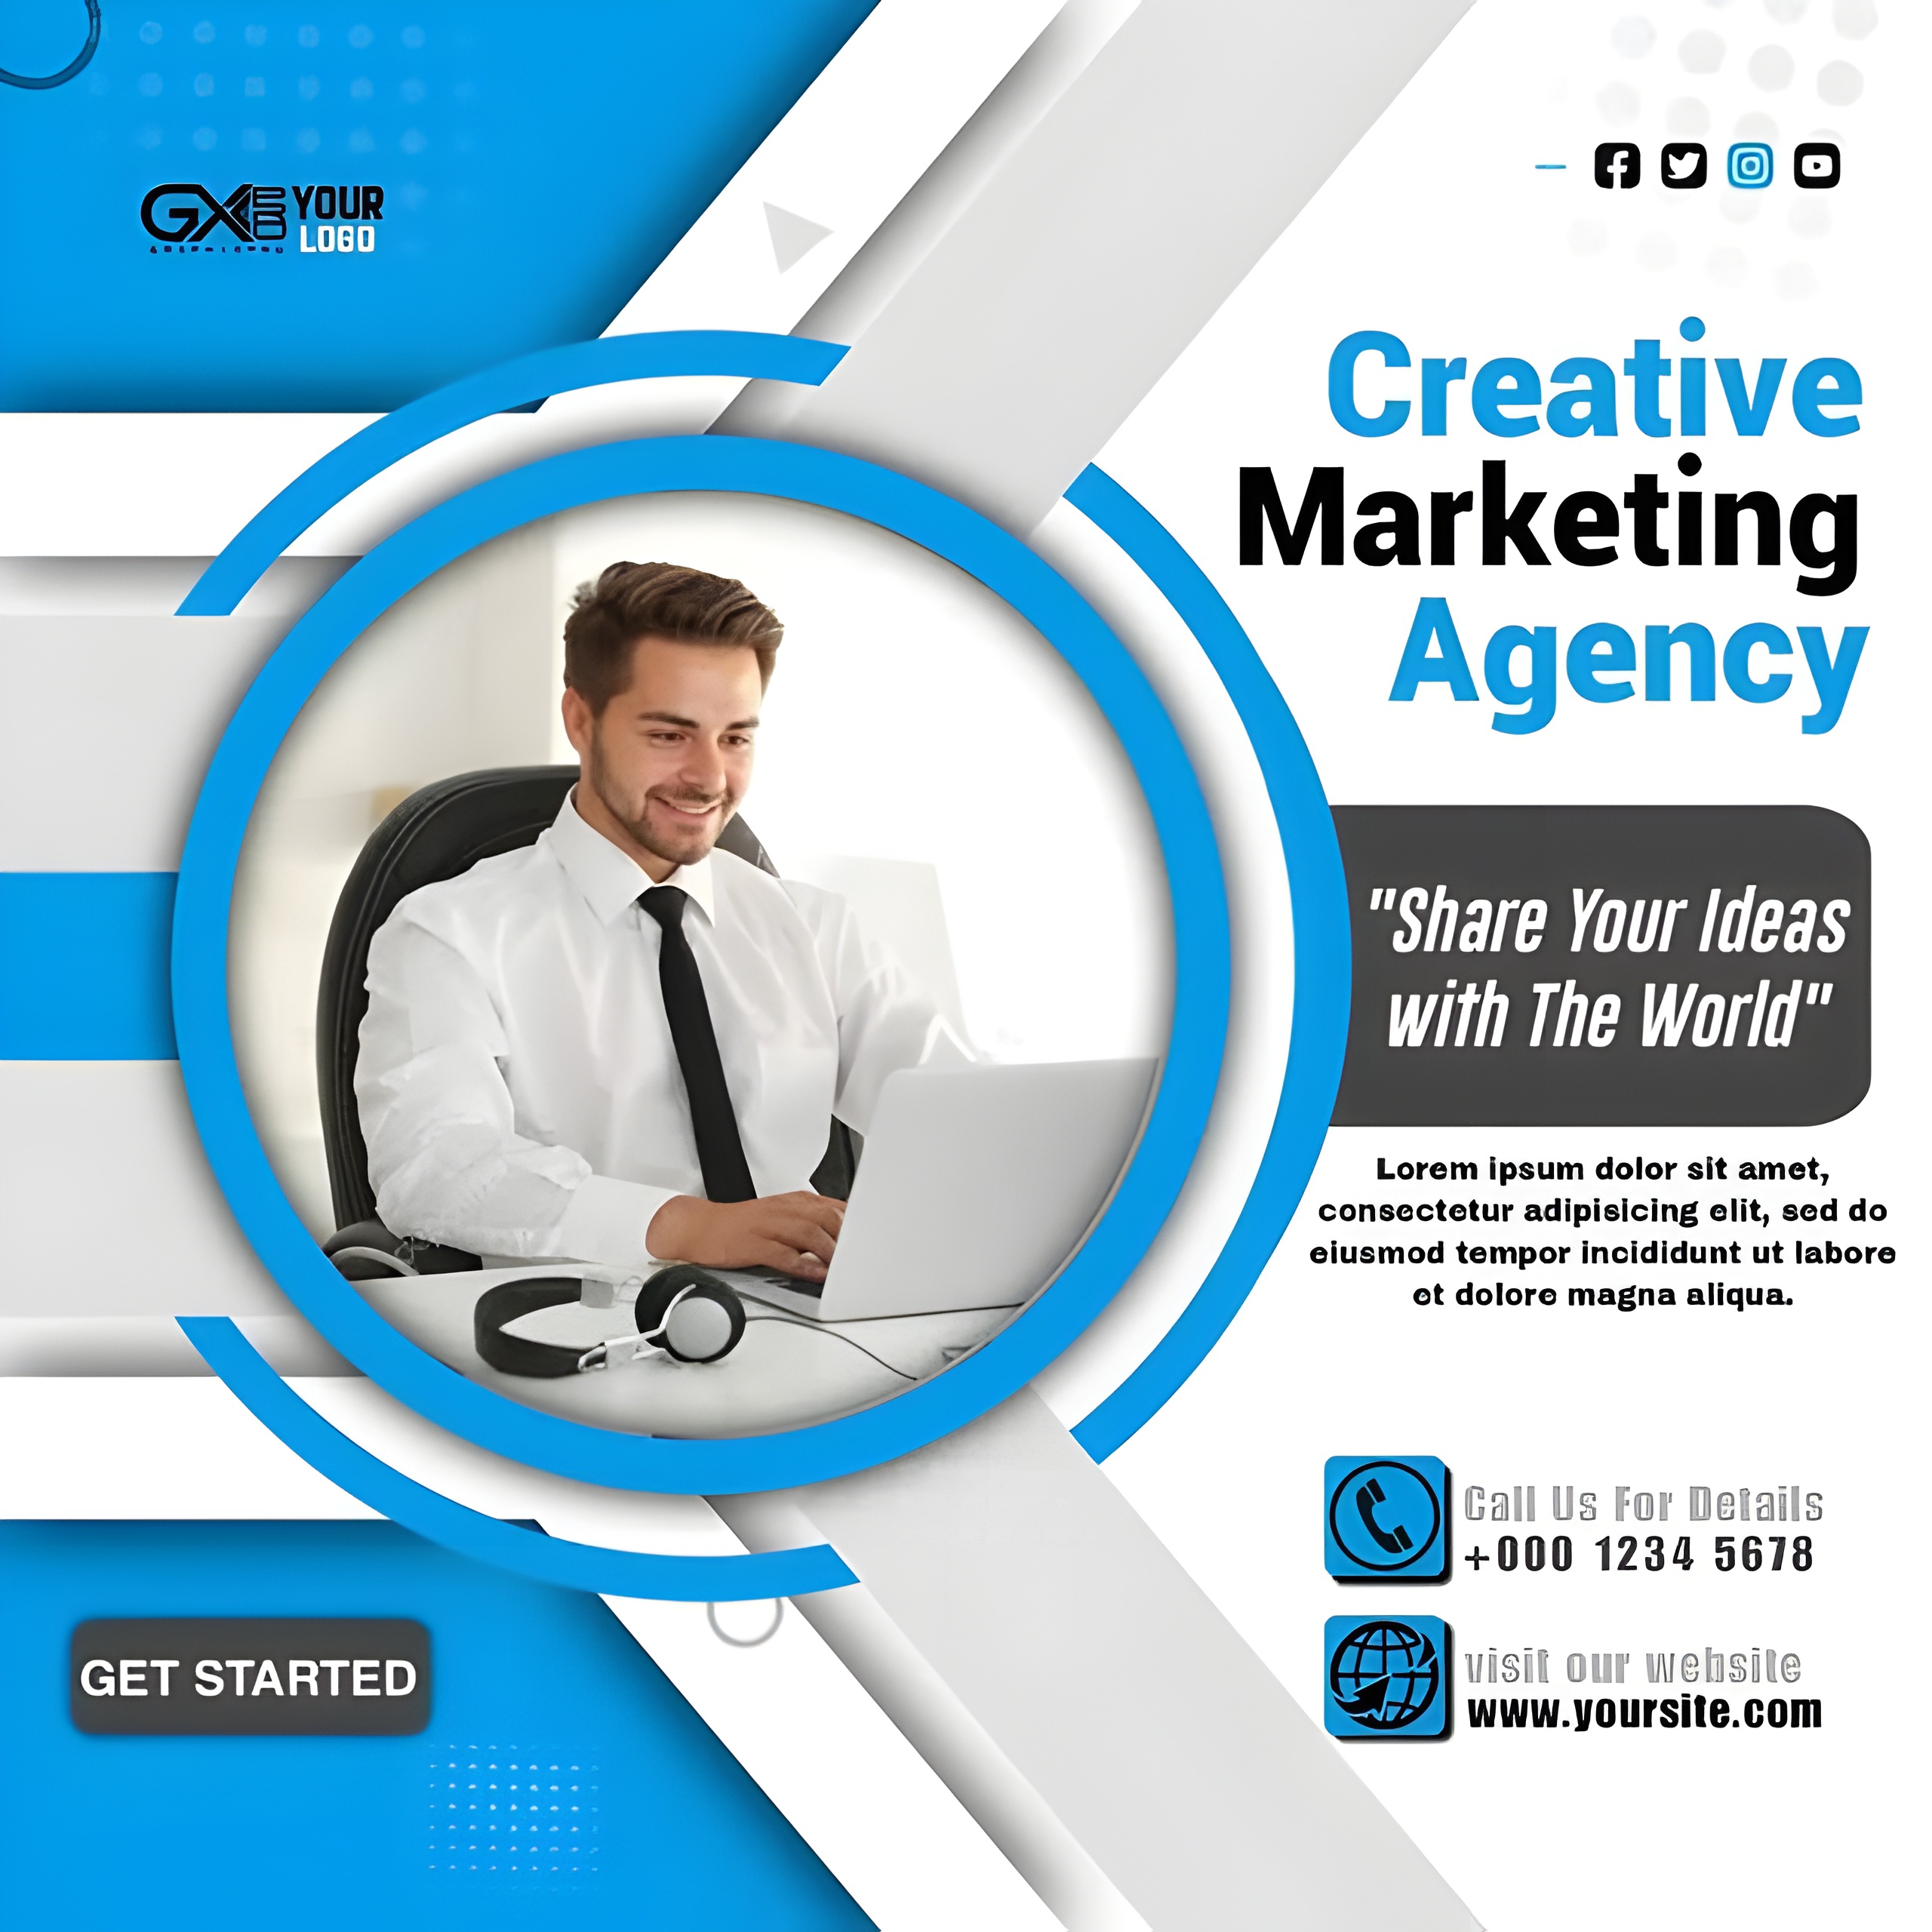 YOUR
LOGO
Creative
Marketing
Agency
"Share Your Ideas
with The World"
Lorem ipsum dolor sit amet,
consectetur adipisicing elit, sed do
eiusmod tempor incididunt ut labore
et dolore magna aliqua.
Call Us For Details
+000 1234 5678
visit our website
www.yoursite.com
GET STARTED